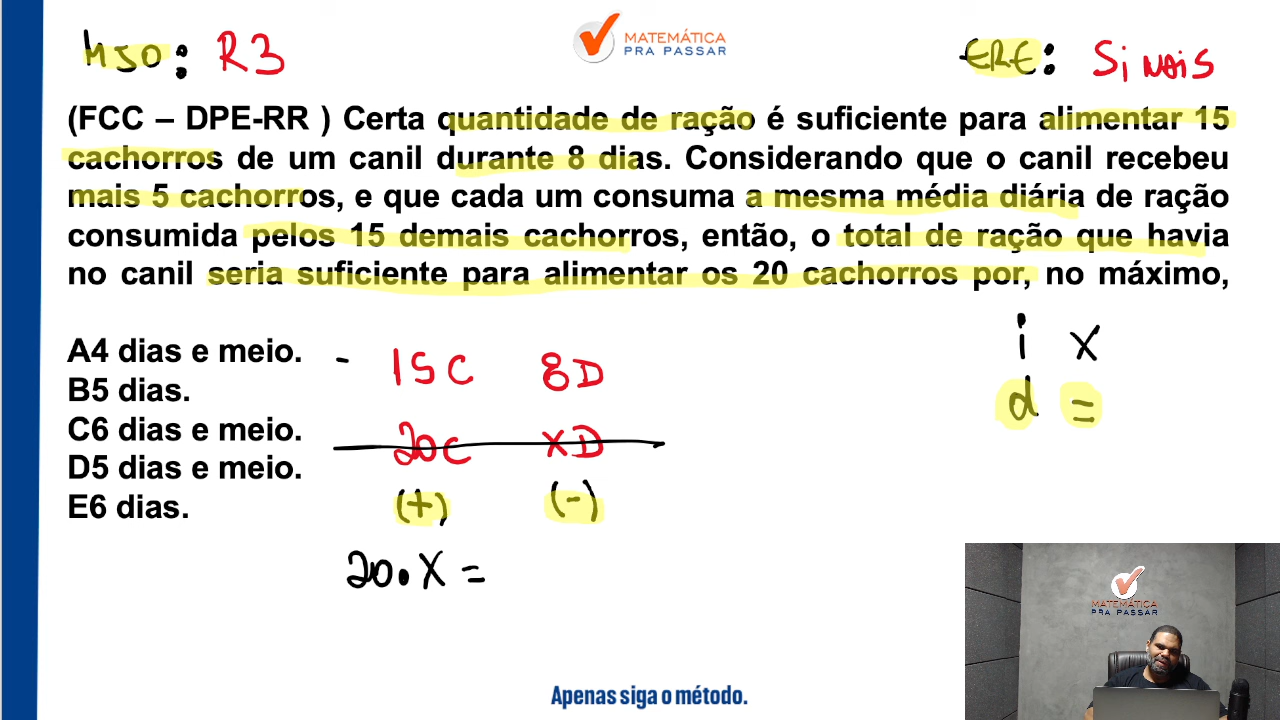 MATEMÁTICA
PRA PASSAR
MJO: R3
ERE: SiNAiS
(FCC – DPE-RR ) Certa quantidade de ração é suficiente para alimentar 15
cachorros de um canil durante 8 dias. Considerando que o canil recebeu
mais 5 cachorros, e que cada um consuma a mesma média diária de ração
consumida pelos 15 demais cachorros, então, o total de ração que havia
no canil seria suficiente para alimentar os 20 cachorros por, no máximo,
i X
d =
A4 dias e meio.
B5 dias.
C6 dias e meio.
D5 dias e meio.
E6 dias.
- 15C 8D
20C XD
(+) (-)
20.X =
MATEMÁTICA
PRA PASSAR
Apenas siga o método.